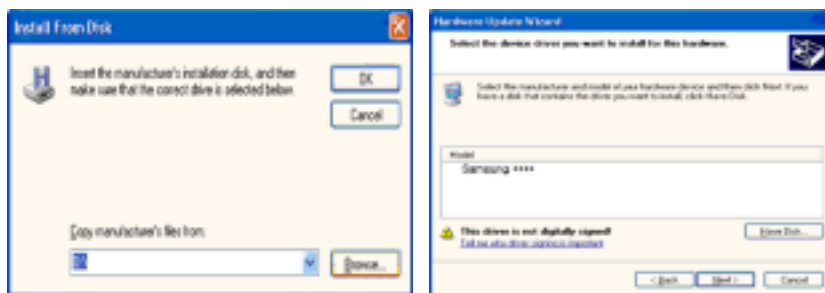 Install From Disk
Insert the manufacturer's installation disk, and then
make sure that the correct drive is selected below.
OK
Cancel
Copy manufacturer's files from:
Browse...
Hardware Update Wizard
Select the device driver you want to install for this hardware.
Select the manufacturer and model of your hardware device and then click Next. If you
have a disk that contains the driver you want to install, click Have Disk.
Model
Samsung ****
This driver is not digitally signed!
Tell me why driver signing is important
Have Disk...
< Back
Next >
Cancel